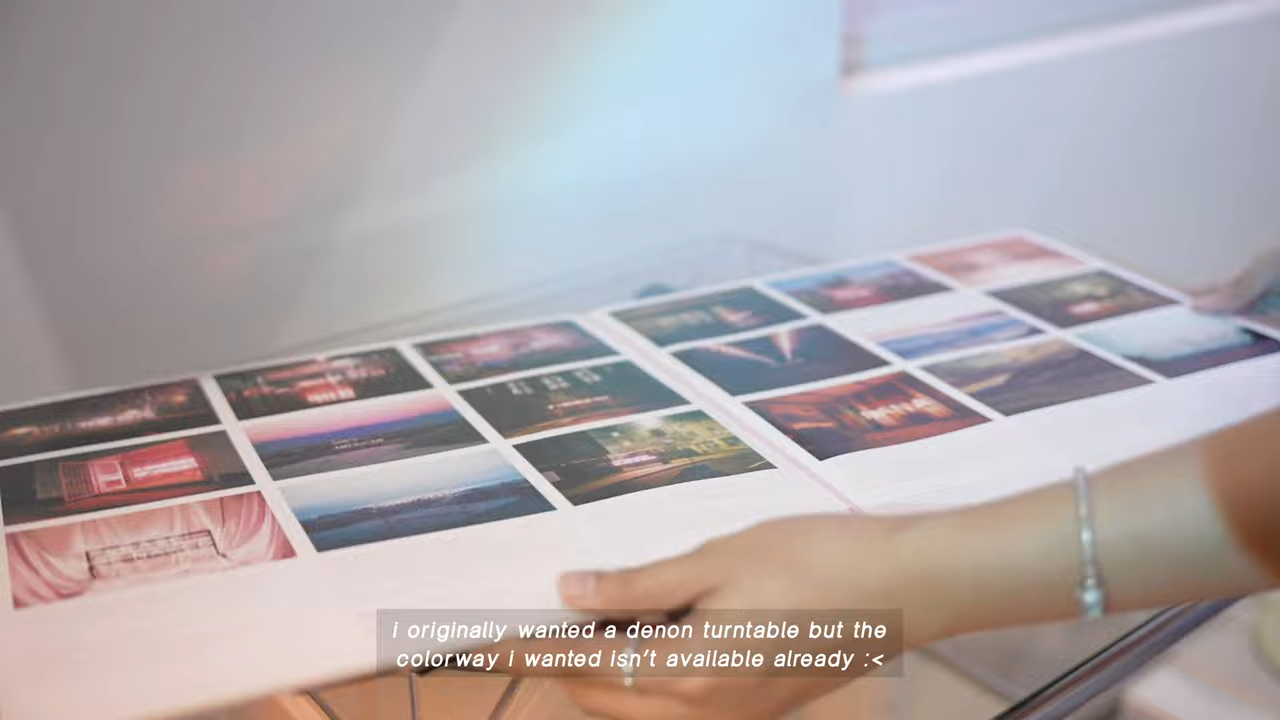 i originally wanted a denon turntable but the
colorway i wanted isn't available already :<